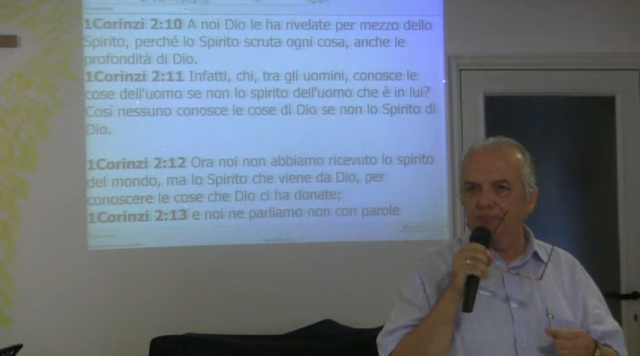 1Corinzi 2:10 A noi Dio le ha rivelate per mezzo dello
Spirito, perché lo Spirito scruta ogni cosa, anche le
profondità di Dio.
1Corinzi 2:11 Infatti, chi, tra gli uomini, conosce le
cose dell'uomo se non lo spirito dell'uomo che è in lui?
Così nessuno conosce le cose di Dio se non lo Spirito di
Dio.
1Corinzi 2:12 Ora noi non abbiamo ricevuto lo spirito
del mondo, ma lo Spirito che viene da Dio, per
conoscere le cose che Dio ci ha donate;
1Corinzi 2:13 e noi ne parliamo non con parole